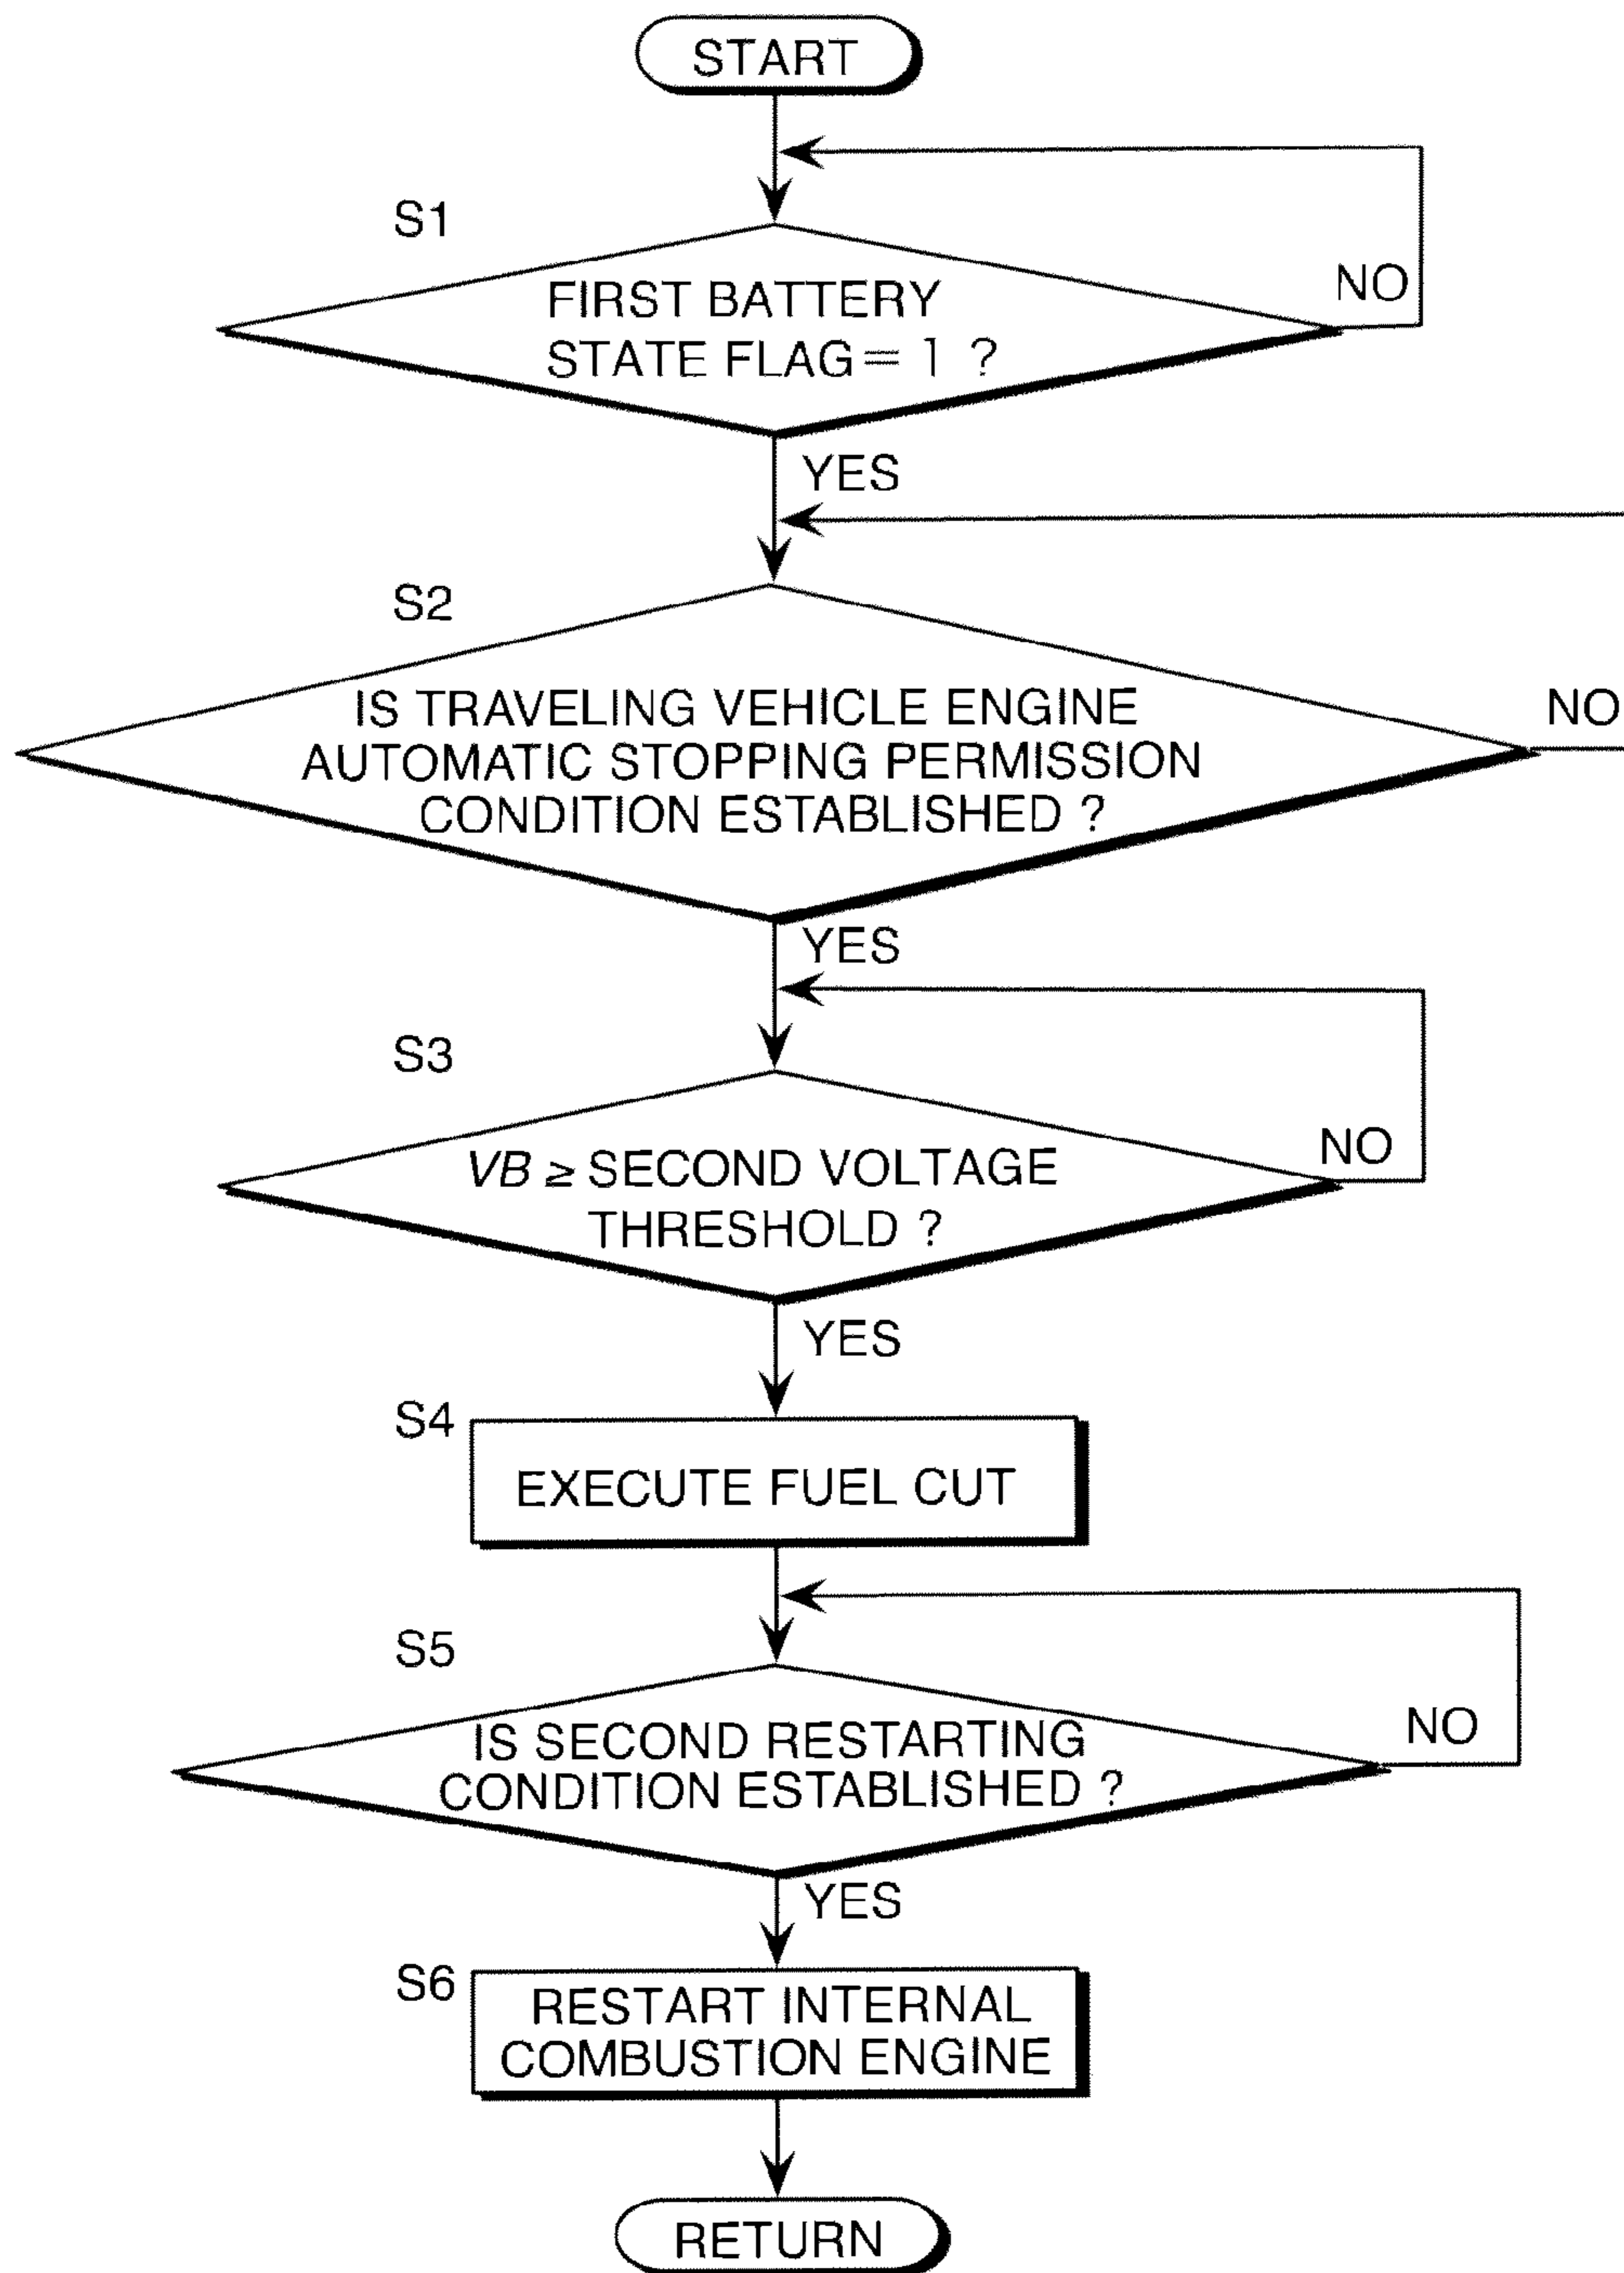 START
S1
FIRST BATTERY
STATE FLAG = 1 ?
NO
YES
S2
IS TRAVELING VEHICLE ENGINE
AUTOMATIC STOPPING PERMISSION
CONDITION ESTABLISHED ?
NO
YES
S3
VB ≥ SECOND VOLTAGE
THRESHOLD ?
NO
YES
S4
EXECUTE FUEL CUT
S5
IS SECOND RESTARTING
CONDITION ESTABLISHED ?
NO
YES
S6
RESTART INTERNAL
COMBUSTION ENGINE
RETURN